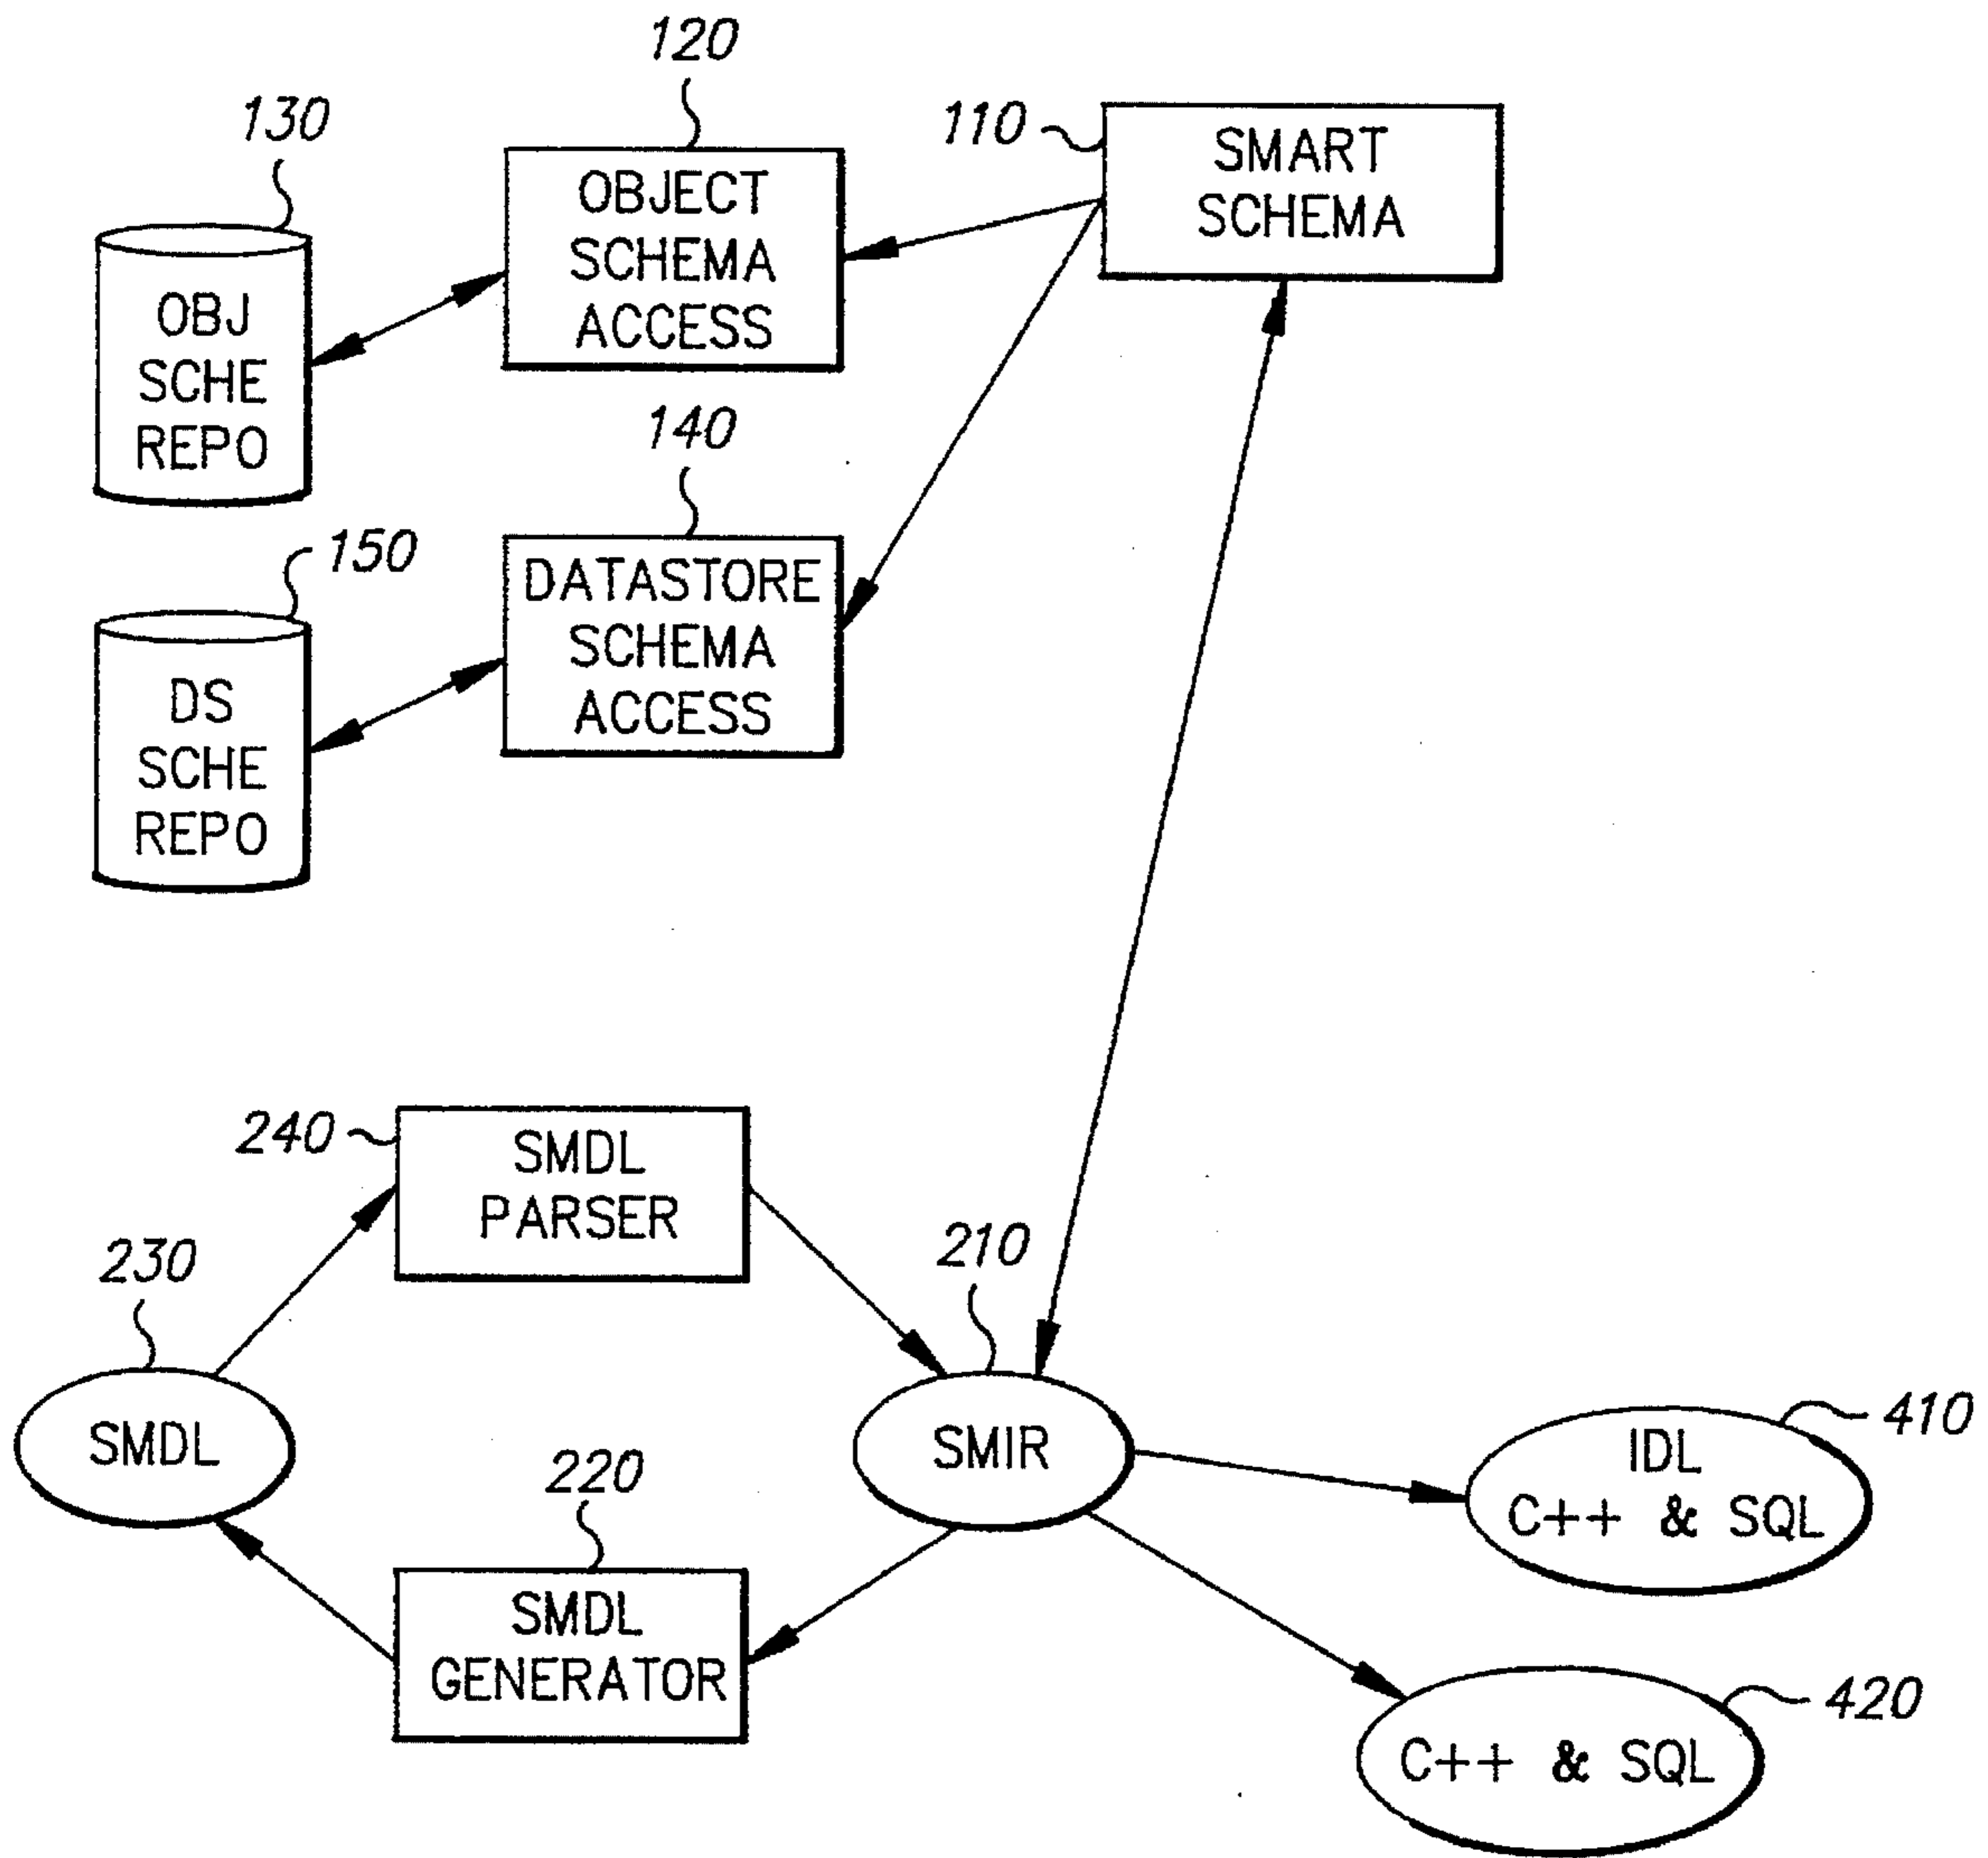 120
130
110
SMART
SCHEMA
OBJECT
SCHEMA
ACCESS
OBJ
SCHE
REPO
140
150
DATASTORE
SCHEMA
ACCESS
DS
SCHE
REPO
240
SMDL
PARSER
230
210
SMDL
SMIR
410
IDL
C++ & SQL
220
SMDL
GENERATOR
420
C++ & SQL